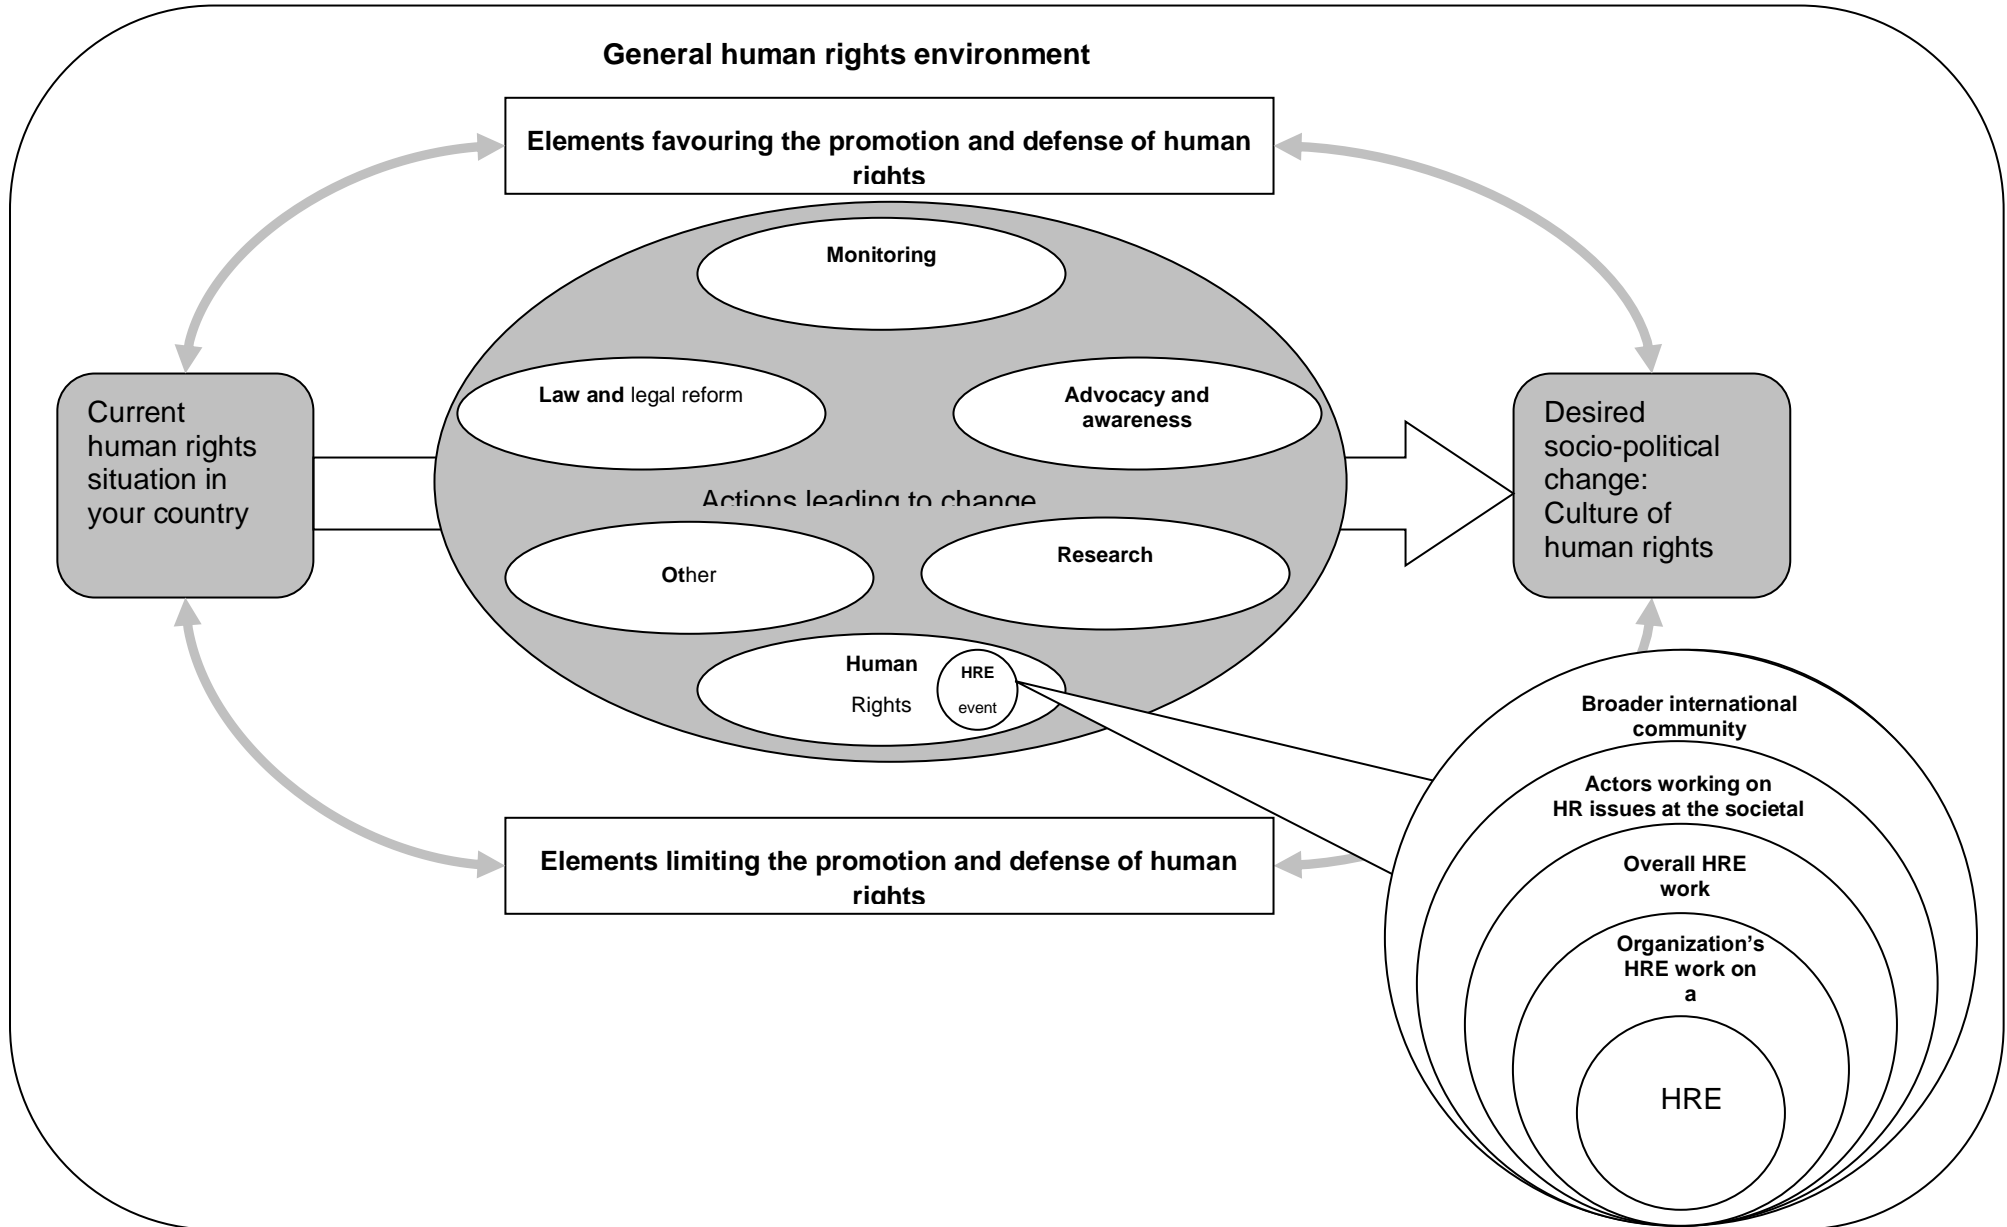 General human rights environment
Elements favouring the promotion and defense of human
rights
Monitoring
Law and legal reform
Advocacy and
awareness
Current
human rights
situation in
your country
Desired
socio-political
change:
Culture of
human rights
Actions leading to change
Other
Research
Human
Rights
HRE
event
Broader international
community
Actors working on
HR issues at the societal
Overall HRE
work
Organization’s
HRE work on
a
HRE
Elements limiting the promotion and defense of human
rights